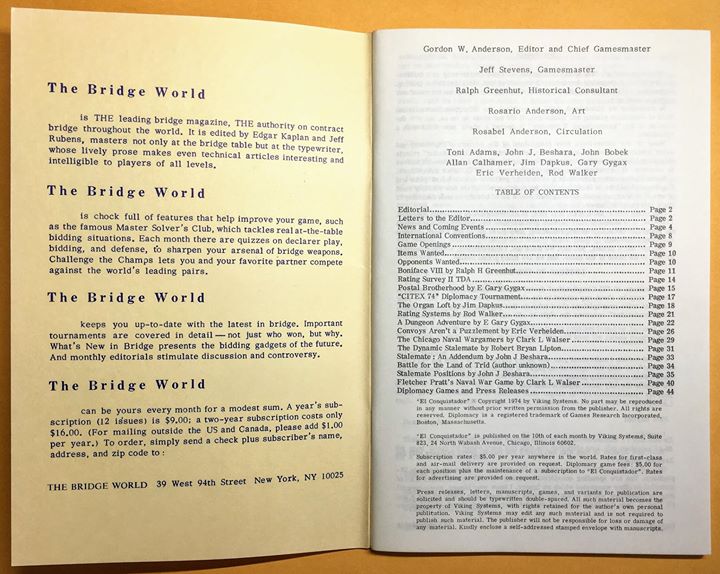 The Bridge World
is THE leading bridge magazine, THE authority on contract
bridge throughout the world. It is edited by Edgar Kaplan and Jeff
Rubens, masters not only at the bridge table but at the typewriter,
whose lively prose makes even technical articles interesting and
intelligible to players of all levels.
The Bridge World
is chock full of features that help improve your game, such
as the famous Master Solver's Club, which tackles real at-the-table
bidding situations. Each month there are quizzes on declarer play,
bidding, and defense, to sharpen your arsenal of bridge weapons.
Challenge the Champs lets you and your favorite partner compete
against the world's leading pairs.
The Bridge World
keeps you up-to-date with the latest in bridge. Important
tournaments are covered in detail — not just who won, but why.
What's New in Bridge presents the bidding gadgets of the future.
And monthly editorials stimulate discussion and controversy.
The Bridge World
can be yours every month for a modest sum. A year's sub-
scription (12 issues) is $9.00; a two-year subscription costs only
$16.00. (For mailing outside the US and Canada, please add $1.00
per year.) To order, simply send a check plus subscriber's name,
address, and zip code to:
THE BRIDGE WORLD 39 West 94th Street New York, NY 10025
Gordon W. Anderson, Editor and Chief Gamesmaster
Jeff Stevens, Gamesmaster
Ralph Greenhut, Historical Consultant
Rosario Anderson, Art
Rosabel Anderson, Circulation
Toni Adams, John J. Beshara, John Bobek
Allan Calhamer, Jim Dapkus, Gary Gygax
Eric Verheiden, Rod Walker
TABLE OF CONTENTS
Editorial Page 2
Letters to the Editor Page 2
News and Coming Events Page 4
International Conventions Page 8
Game Openings Page 9
Items Wanted Page 10
Opponents Wanted Page 10
Boniface VIII by Ralph H Greenhut Page 11
Rating Survey II TDA Page 14
Postal Brotherhood by E Gary Gygax Page 15
"CITEX 74" Diplomacy Tournament Page 17
The Organ Loft by Jim Dapkus Page 18
Rating Systems by Rod Walker Page 21
A Dungeon Adventure by E Gary Gygax Page 22
Convoys Aren't a Puzzlement by Eric Verheiden Page 26
The Chicago Naval Wargamers by Clark L Walser Page 29
The Dynamic Stalemate by Robert Bryan Lipton Page 31
Stalemate: An Addendum by John J Beshara Page 33
Battle for the Land of Trid (author unknown) Page 34
Stalemate Positions by John J Beshara Page 35
Fletcher Pratt's Naval War Game by Clark L Walser Page 40
Diplomacy Games and Press Releases Page 44
"El Conquistador" © Copyright 1974 by Viking Systems. No part may be reproduced
in any manner without prior written permission from the publisher. All rights are
reserved. Diplomacy is a registered trademark of Games Research Incorporated,
Boston, Massachusetts.
"El Conquistador" is published on the 10th of each month by Viking Systems, Suite
823, 24 North Wabash Avenue, Chicago, Illinois 60602.
Subscription rates: $5.00 per year anywhere in the world. Rates for first-class
and air-mail delivery are provided on request. Diplomacy game fees: $5.00 for
each position plus the maintenance of a subscription to "El Conquistador". Rates
for advertising are provided on request.
Press releases, letters, manuscripts, games, and variants for publication are
solicited and should be typewritten double-spaced. All such material becomes the
property of Viking Systems, with rights retained for the author's own personal
publitation. Viking Systems may edit any such material and is not required to
publish such material. The publisher will not be responsible for loss or damage of
any material. Kindly enclose a self-addressed stamped envelope with manuscripts.